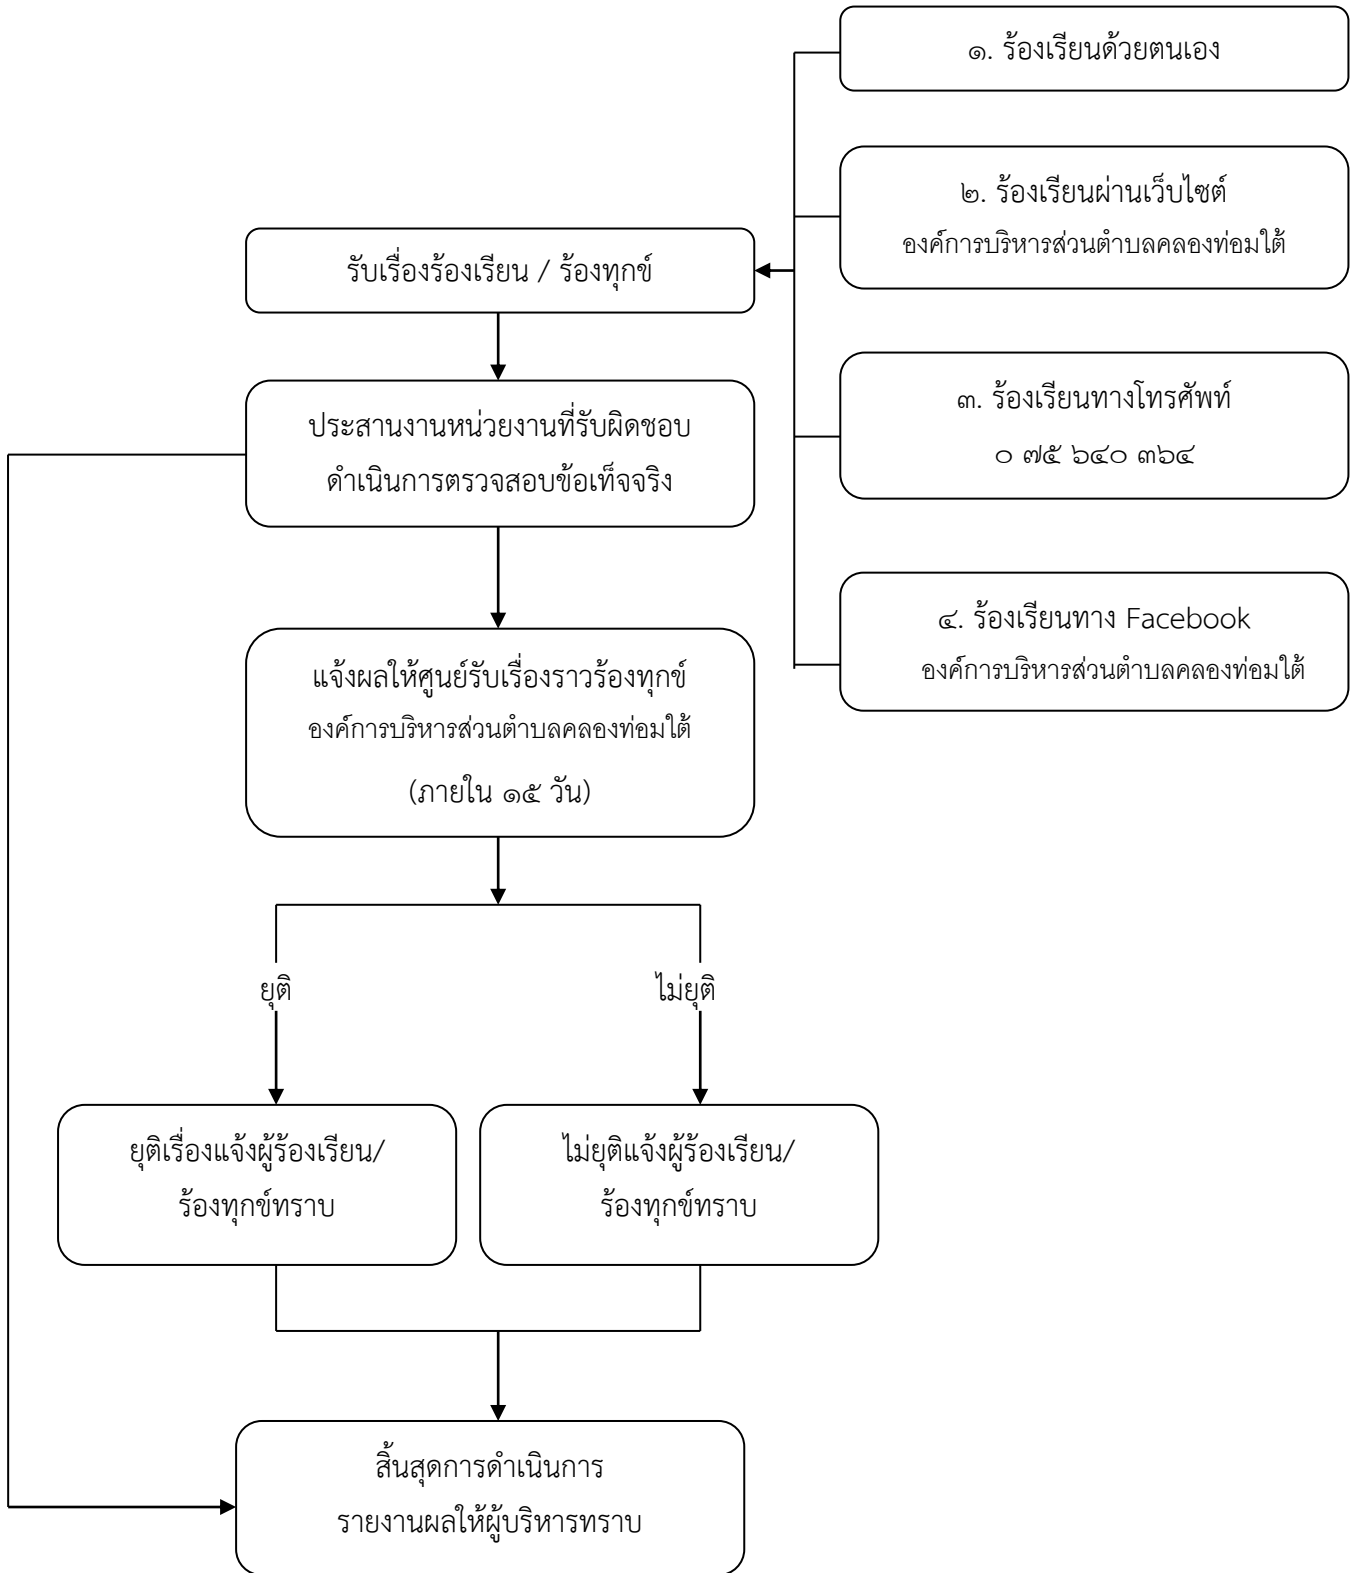 ๑. ร้องเรียนด้วยตนเอง
๒. ร้องเรียนผ่านเว็บไซต์
องค์การบริหารส่วนตำบลคลองท่อมใต้
รับเรื่องร้องเรียน / ร้องทุกข์
๓. ร้องเรียนทางโทรศัพท์
๐ ๗๕ ๖๔๐ ๓๖๔
ประสานงานหน่วยงานที่รับผิดชอบ
ดำเนินการตรวจสอบข้อเท็จจริง
๔. ร้องเรียนทาง Facebook
องค์การบริหารส่วนตำบลคลองท่อมใต้
แจ้งผลให้ศูนย์รับเรื่องราวร้องทุกข์
องค์การบริหารส่วนตำบลคลองท่อมใต้
(ภายใน ๑๕ วัน)
ยุติ
ไม่ยุติ
ยุติเรื่องแจ้งผู้ร้องเรียน/
ร้องทุกข์ทราบ
ไม่ยุติแจ้งผู้ร้องเรียน/
ร้องทุกข์ทราบ
สิ้นสุดการดำเนินการ
รายงานผลให้ผู้บริหารทราบ